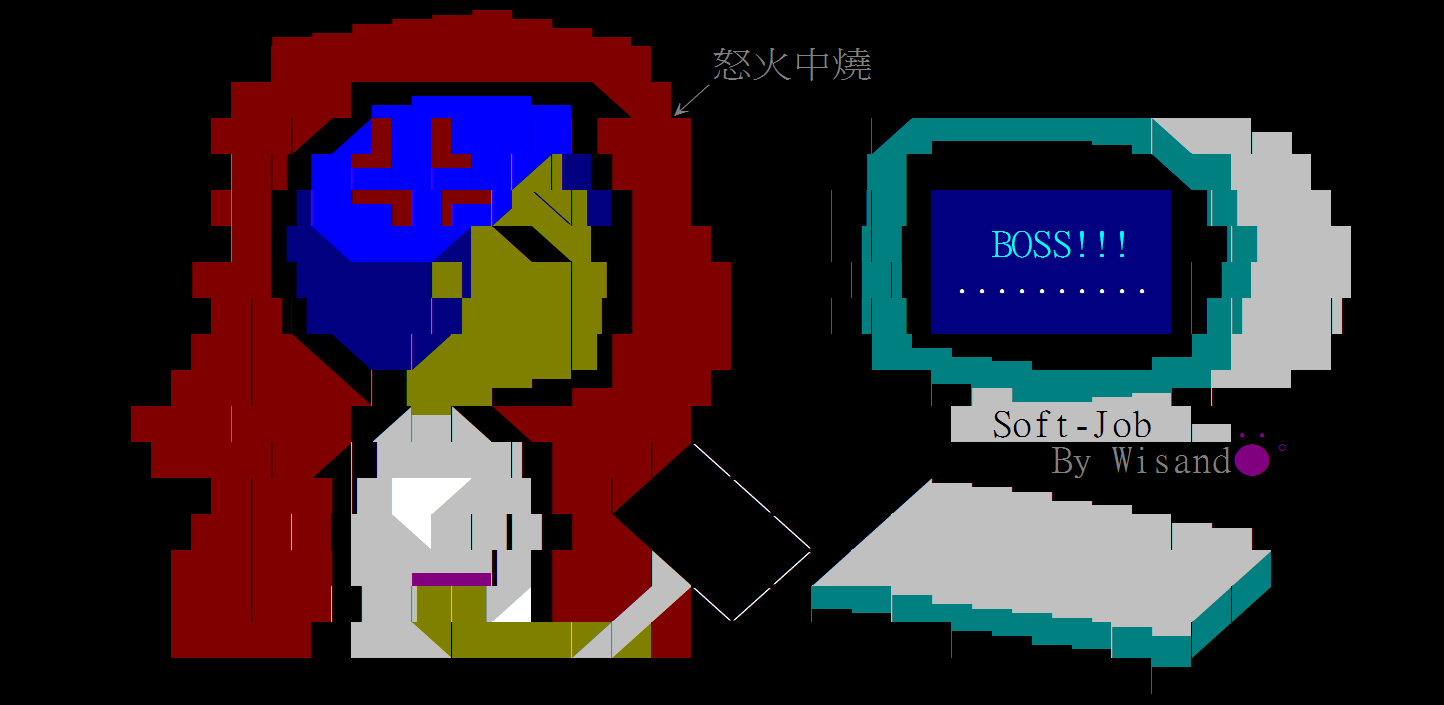 怒火中燒
BOSS!!!
..........
Soft-Job
By Wisand